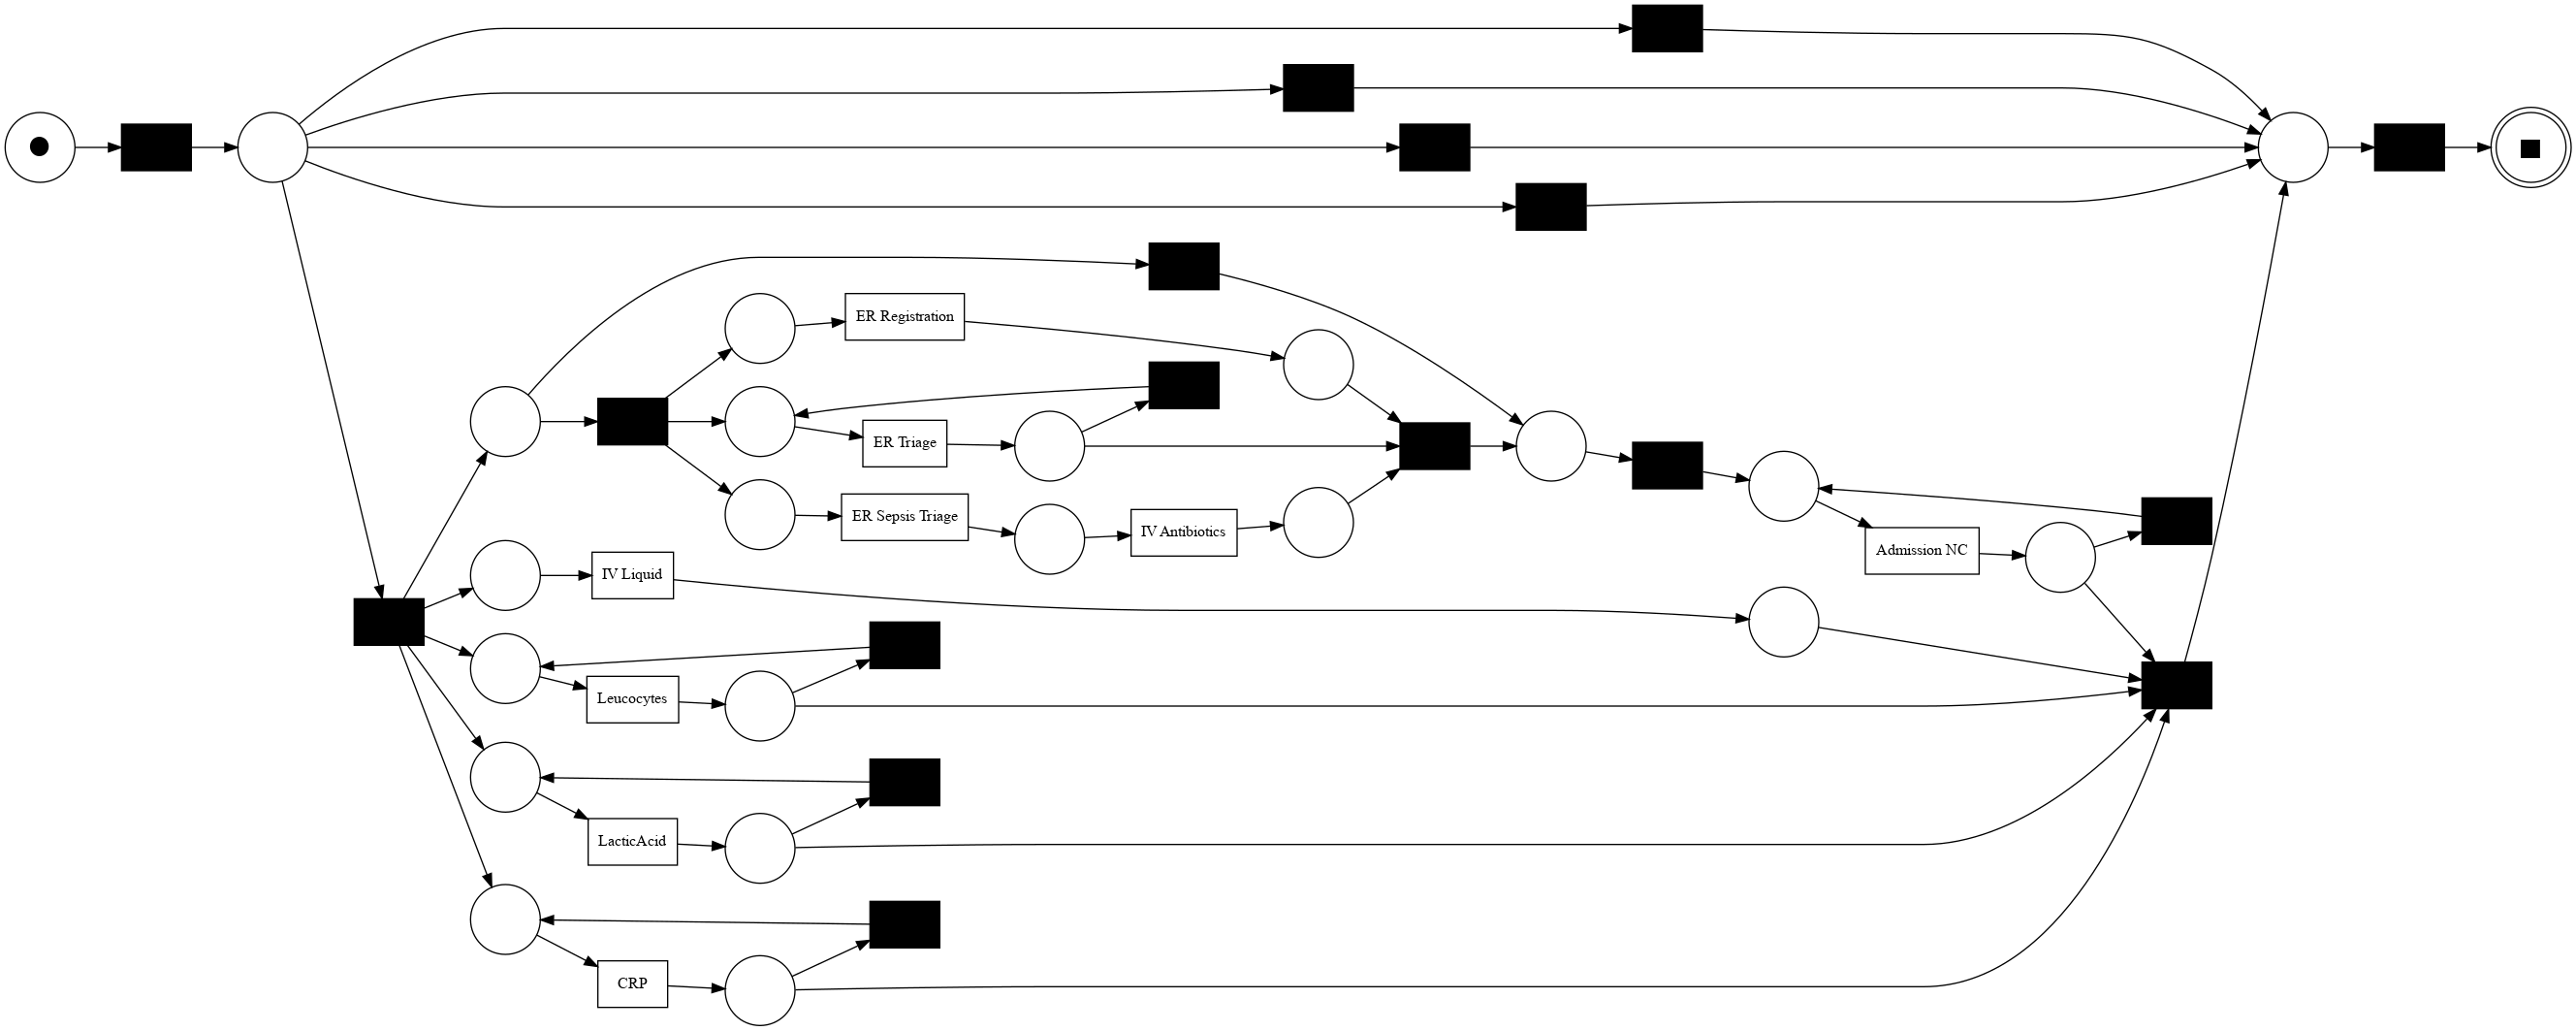 ER Registration
ER Triage
ER Sepsis Triage
IV Antibiotics
Admission NC
IV Liquid
Leucocytes
LacticAcid
CRP